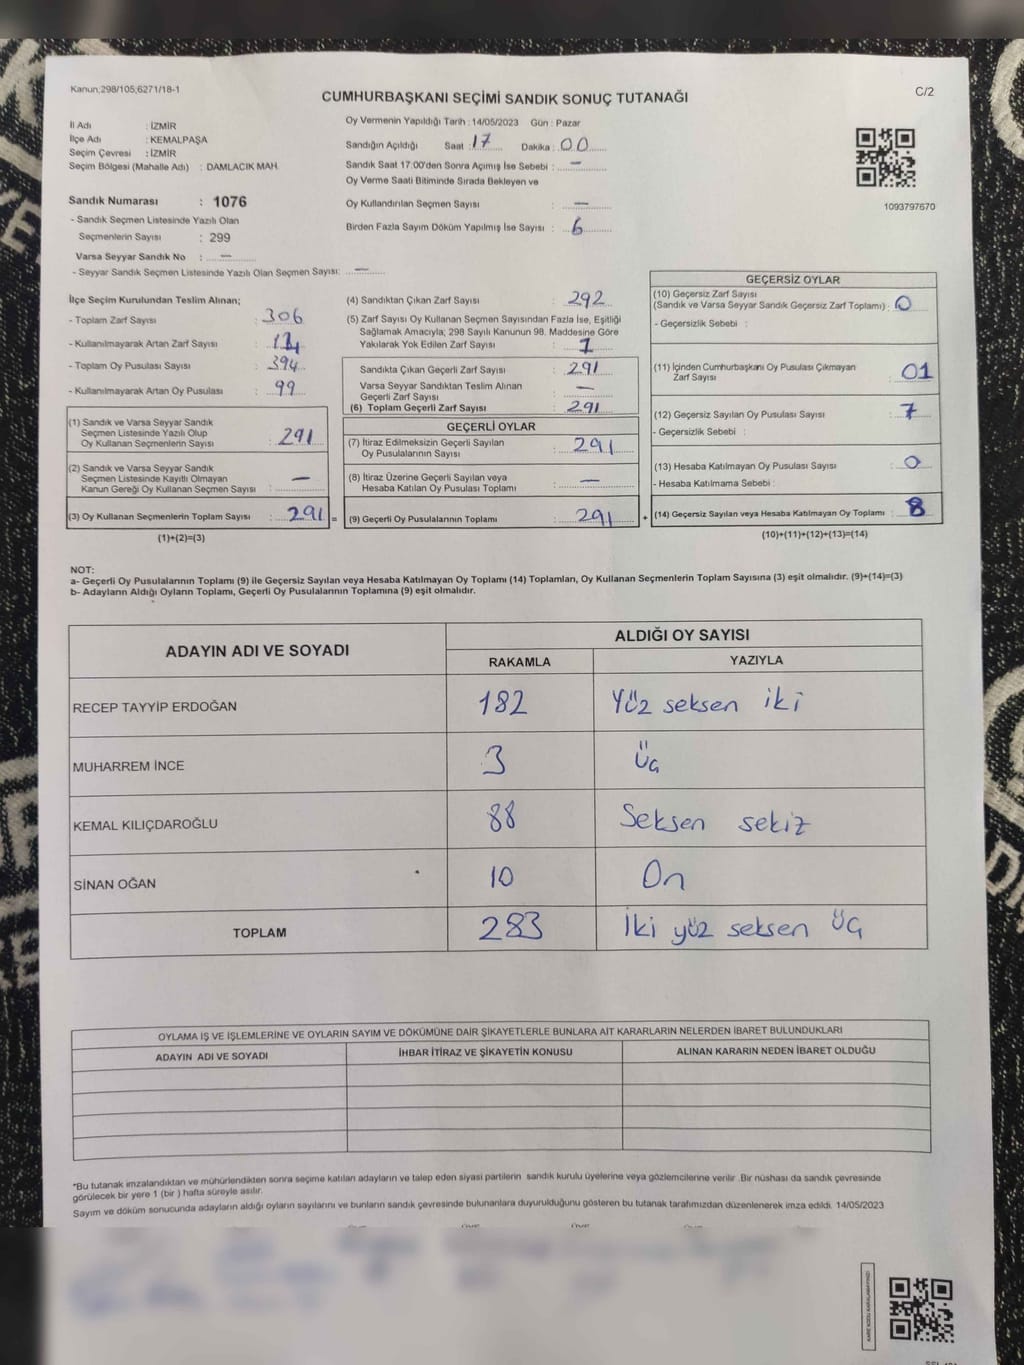 Kanun;298/105;6271/18-1
C/2
CUMHURBAŞKANI SEÇİMİ SANDIK SONUÇ TUTANAĞI
İl Adı : İZMİR
İlçe Adı : KEMALPAŞA
Seçim Çevresi : İZMİR
Seçim Bölgesi (Mahalle Adı) : DAMLACIK MAH.
Sandık Numarası : 1076
- Sandık Seçmen Listesinde Yazılı Olan
Seçmenlerin Sayısı : 299
Varsa Seyyar Sandık No : —
- Seyyar Sandık Seçmen Listesinde Yazılı Olan Seçmen Sayısı: —
Oy Vermenin Yapıldığı Tarih : 14/05/2023 Gün : Pazar
Sandığın Açıldığı Saat : 17 Dakika : 00
Sandık Saat 17:00'den Sonra Açımış İse Sebebi : —
Oy Verme Saati Bitiminde Sırada Bekleyen ve
Oy Kullandırılan Seçmen Sayısı : —
Birden Fazla Sayım Döküm Yapılmış İse Sayısı : 6
1093797670
İlçe Seçim Kurulundan Teslim Alınan;
- Toplam Zarf Sayısı : 306
- Kullanılmayarak Artan Zarf Sayısı :
- Toplam Oy Pusulası Sayısı : 394
- Kullanılmayarak Artan Oy Pusulası : 99
(1) Sandık ve Varsa Seyyar Sandık
Seçmen Listesinde Yazılı Olup
Oy Kullanan Seçmenlerin Sayısı : 291
(2) Sandık ve Varsa Seyyar Sandık
Seçmen Listesinde Kayıtlı Olmayan
Kanun Gereği Oy Kullanan Seçmen Sayısı : —
(3) Oy Kullanan Seçmenlerin Toplam Sayısı : 291 =
(1)+(2)=(3)
(4) Sandıktan Çıkan Zarf Sayısı : 292
(5) Zarf Sayısı Oy Kullanan Seçmen Sayısından Fazla İse, Eşitliği
Sağlamak Amacıyla; 298 Sayılı Kanunun 98. Maddesine Göre
Yakılarak Yok Edilen Zarf Sayısı : 1
Sandıkta Çıkan Geçerli Zarf Sayısı : 291
Varsa Seyyar Sandıktan Teslim Alınan
Geçerli Zarf Sayısı : —
(6) Toplam Geçerli Zarf Sayısı : 291
GEÇERLİ OYLAR
(7) İtiraz Edilmeksizin Geçerli Sayılan
Oy Pusulalarının Sayısı : 291
(8) İtiraz Üzerine Geçerli Sayılan veya
Hesaba Katılan Oy Pusulası Toplamı : —
(9) Geçerli Oy Pusulalarının Toplamı : 291 +
GEÇERSİZ OYLAR
(10) Geçersiz Zarf Sayısı
(Sandık ve Varsa Seyyar Sandık Geçersiz Zarf Toplamı) : 0
- Geçersizlik Sebebi :
(11) İçinden Cumhurbaşkanı Oy Pusulası Çıkmayan
Zarf Sayısı : 01
(12) Geçersiz Sayılan Oy Pusulası Sayısı : 7
- Geçersizlik Sebebi :
(13) Hesaba Katılmayan Oy Pusulası Sayısı : 0
- Hesaba Katılmama Sebebi :
(14) Geçersiz Sayılan veya Hesaba Katılmayan Oy Toplamı : 8
(10)+(11)+(12)+(13)=(14)
NOT:
a- Geçerli Oy Pusulalarının Toplamı (9) ile Geçersiz Sayılan veya Hesaba Katılmayan Oy Toplamı (14) Toplamları, Oy Kullanan Seçmenlerin Toplam Sayısına (3) eşit olmalıdır. (9)+(14)=(3)
b- Adayların Aldığı Oyların Toplamı, Geçerli Oy Pusulalarının Toplamına (9) eşit olmalıdır.
ADAYIN ADI VE SOYADI
ALDIĞI OY SAYISI
RAKAMLA YAZIYLA
RECEP TAYYİP ERDOĞAN 182 Yüz seksen iki
MUHARREM İNCE 3 Üç
KEMAL KILIÇDAROĞLU 88 Seksen sekiz
SİNAN OĞAN 10 On
TOPLAM 283 İki yüz seksen üç
OYLAMA İŞ VE İŞLEMLERİNE VE OYLARIN SAYIM VE DÖKÜMÜNE DAİR ŞİKAYETLERLE BUNLARA AİT KARARLARIN NELERDEN İBARET BULUNDUKLARI
ADAYIN ADI VE SOYADI İHBAR İTİRAZ VE ŞİKAYETİN KONUSU ALINAN KARARIN NEDEN İBARET OLDUĞU
*Bu tutanak imzalandıktan ve mühürlendikten sonra seçime katılan adayların ve talep eden siyasi partilerin sandık kurulu üyelerine veya gözlemcilerine verilir .Bir nüshası da sandık çevresinde
görülecek bir yere 1 (bir ) hafta süreyle asılır.
Sayım ve döküm sonucunda adayların aldığı oyların sayılarını ve bunların sandık çevresinde bulunanlara duyurulduğunu gösteren bu tutanak tarafımızdan düzenlenerek imza edildi. 14/05/2023